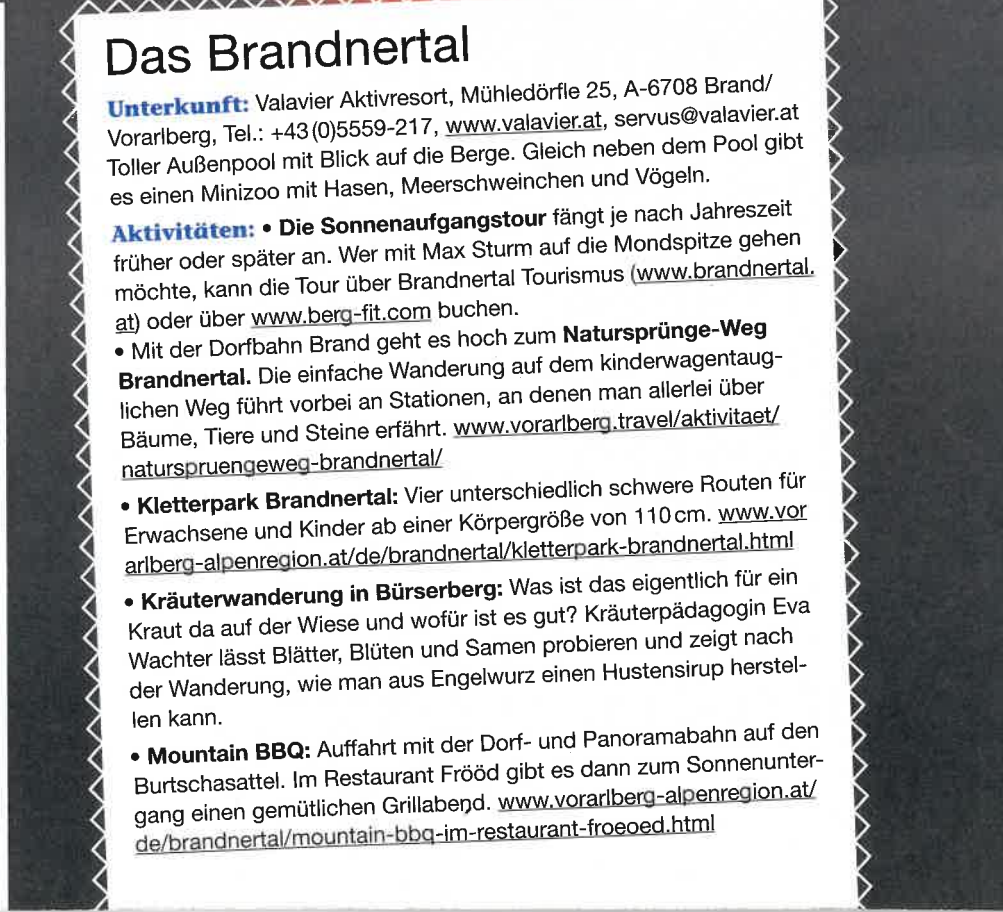 Das Brandnertal
Unterkunft: Valavier Aktivresort, Mühledörfle 25, A-6708 Brand/
Vorarlberg, Tel.: +43(0)5559-217, www.valavier.at, servus@valavier.at
Toller Außenpool mit Blick auf die Berge. Gleich neben dem Pool gibt
es einen Minizoo mit Hasen, Meerschweinchen und Vögeln.
Aktivitäten: • Die Sonnenaufgangstour fängt je nach Jahreszeit
früher oder später an. Wer mit Max Sturm auf die Mondspitze gehen
möchte, kann die Tour über Brandnertal Tourismus (www.brandnertal.
at) oder über www.berg-fit.com buchen.
• Mit der Dorfbahn Brand geht es hoch zum Natursprünge-Weg
Brandnertal. Die einfache Wanderung auf dem kinderwagentaug-
lichen Weg führt vorbei an Stationen, an denen man allerlei über
Bäume, Tiere und Steine erfährt. www.vorarlberg.travel/aktivitaet/
naturspruengeweg-brandnertal/
• Kletterpark Brandnertal: Vier unterschiedlich schwere Routen für
Erwachsene und Kinder ab einer Körpergröße von 110cm. www.vor
arlberg-alpenregion.at/de/brandnertal/kletterpark-brandnertal.html
• Kräuterwanderung in Bürserberg: Was ist das eigentlich für ein
Kraut da auf der Wiese und wofür ist es gut? Kräuterpädagogin Eva
Wachter lässt Blätter, Blüten und Samen probieren und zeigt nach
der Wanderung, wie man aus Engelwurz einen Hustensirup herstel-
len kann.
• Mountain BBQ: Auffahrt mit der Dorf- und Panoramabahn auf den
Burtschasattel. Im Restaurant Frööd gibt es dann zum Sonnenunter-
gang einen gemütlichen Grillabend. www.vorarlberg-alpenregion.at/
de/brandnertal/mountain-bbq-im-restaurant-froeoed.html